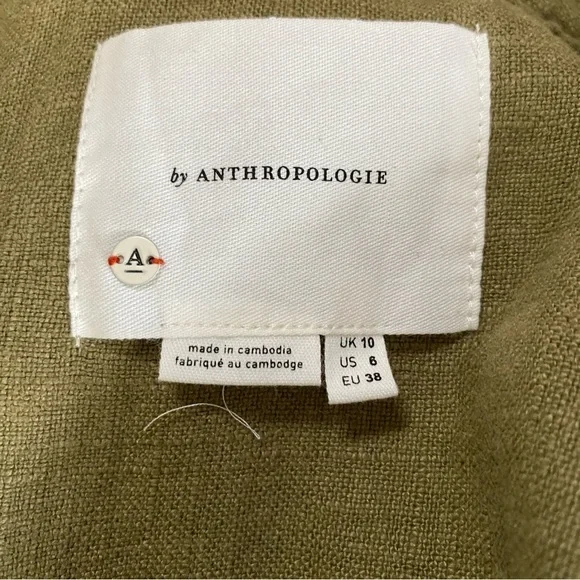 by ANTHROPOLOGIE
A
made in cambodia
fabriqué au cambodge
UK 10
US 6
EU 38